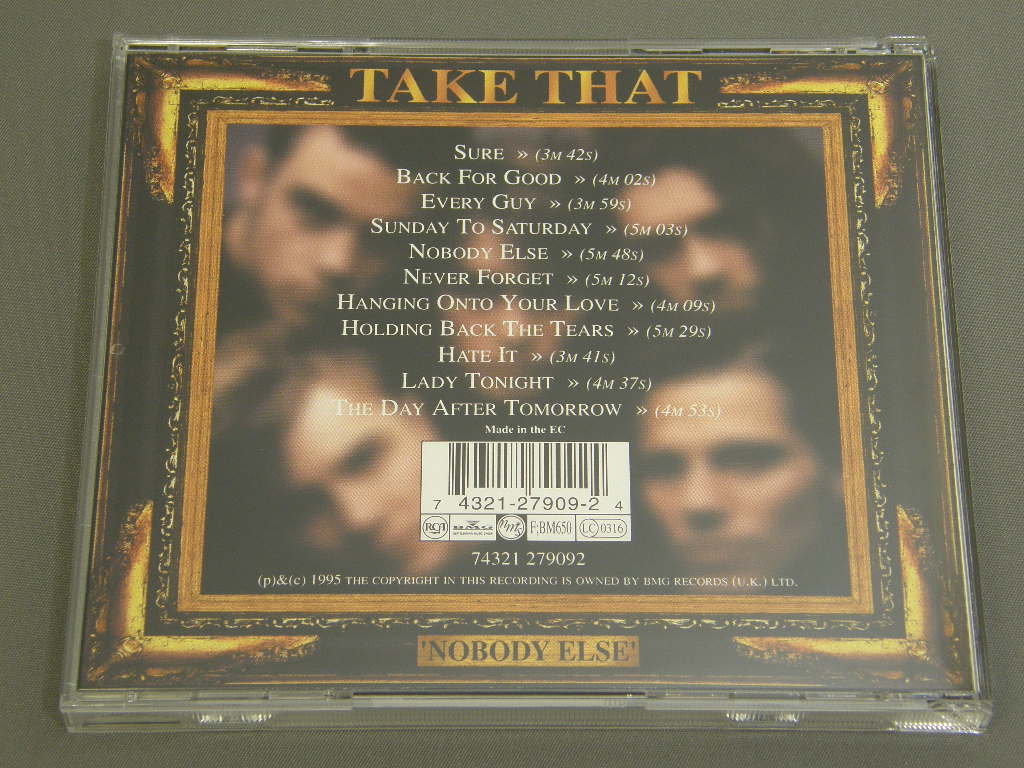 TAKE THAT
SURE » (3M 42S)
BACK FOR GOOD » (4M 02S)
EVERY GUY » (3M 59S)
SUNDAY TO SATURDAY » (5M 03S)
NOBODY ELSE » (5M 48S)
NEVER FORGET » (5M 12S)
HANGING ONTO YOUR LOVE » (4M 09S)
HOLDING BACK THE TEARS » (5M 29S)
HATE IT » (3M 41S)
LADY TONIGHT » (4M 37S)
THE DAY AFTER TOMORROW » (4M 53S)
Made in the EC
7 4321-27909-2 4
RCA BMG bmg F:BM650 LC 0316
74321 279092
(p)&(c) 1995 THE COPYRIGHT IN THIS RECORDING IS OWNED BY BMG RECORDS (U.K.) LTD.
'NOBODY ELSE'